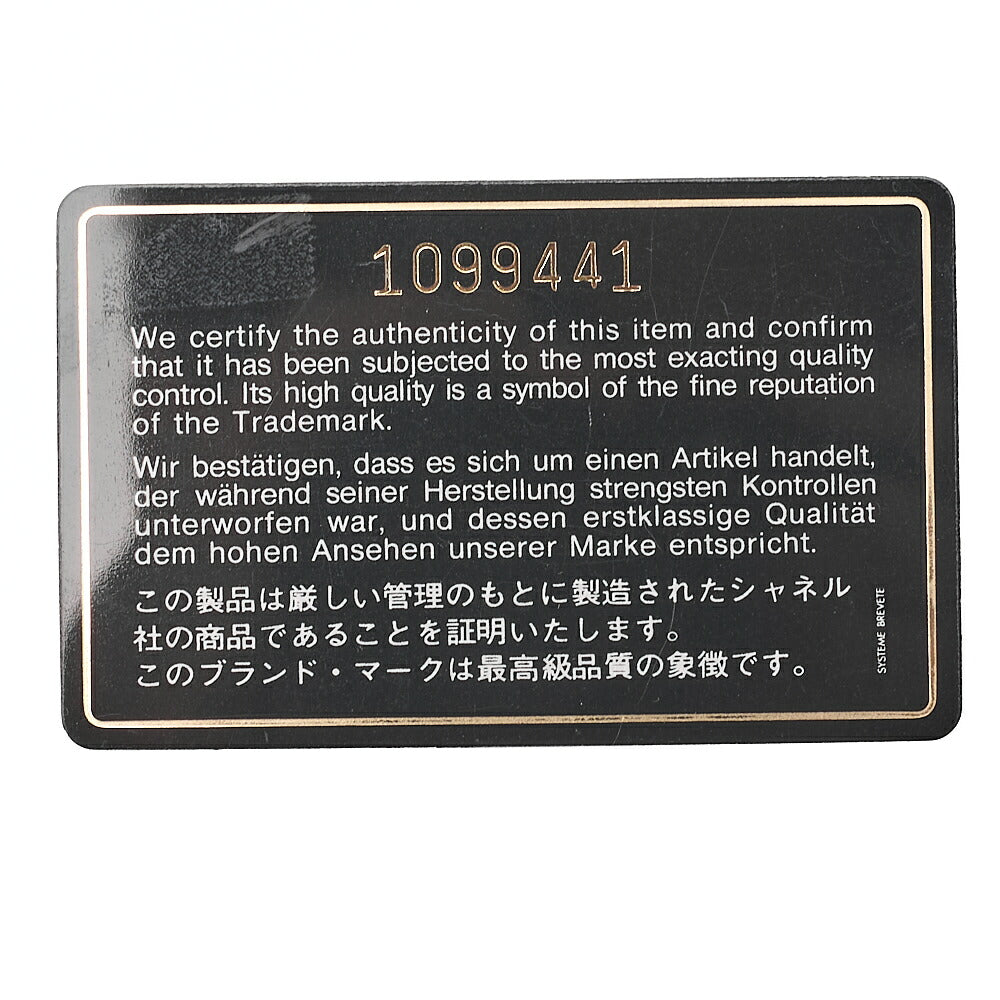 1099441
We certify the authenticity of this item and confirm
that it has been subjected to the most exacting quality
control. Its high quality is a symbol of the fine reputation
of the Trademark.
Wir bestätigen, dass es sich um einen Artikel handelt,
der während seiner Herstellung strengsten Kontrollen
unterworfen war, und dessen erstklassige Qualität
dem hohen Ansehen unserer Marke entspricht.
この製品は厳しい管理のもとに製造されたシャネル
社の商品であることを証明いたします。
このブランド・マークは最高級品質の象徴です。
SYSTEME BREVETE